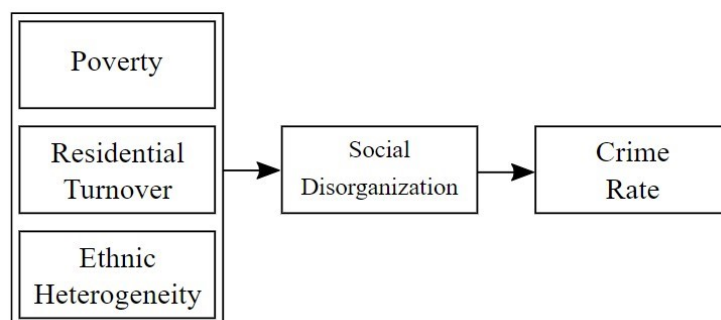 Poverty
Residential
Turnover
Ethnic
Heterogeneity
Social
Disorganization
Crime
Rate